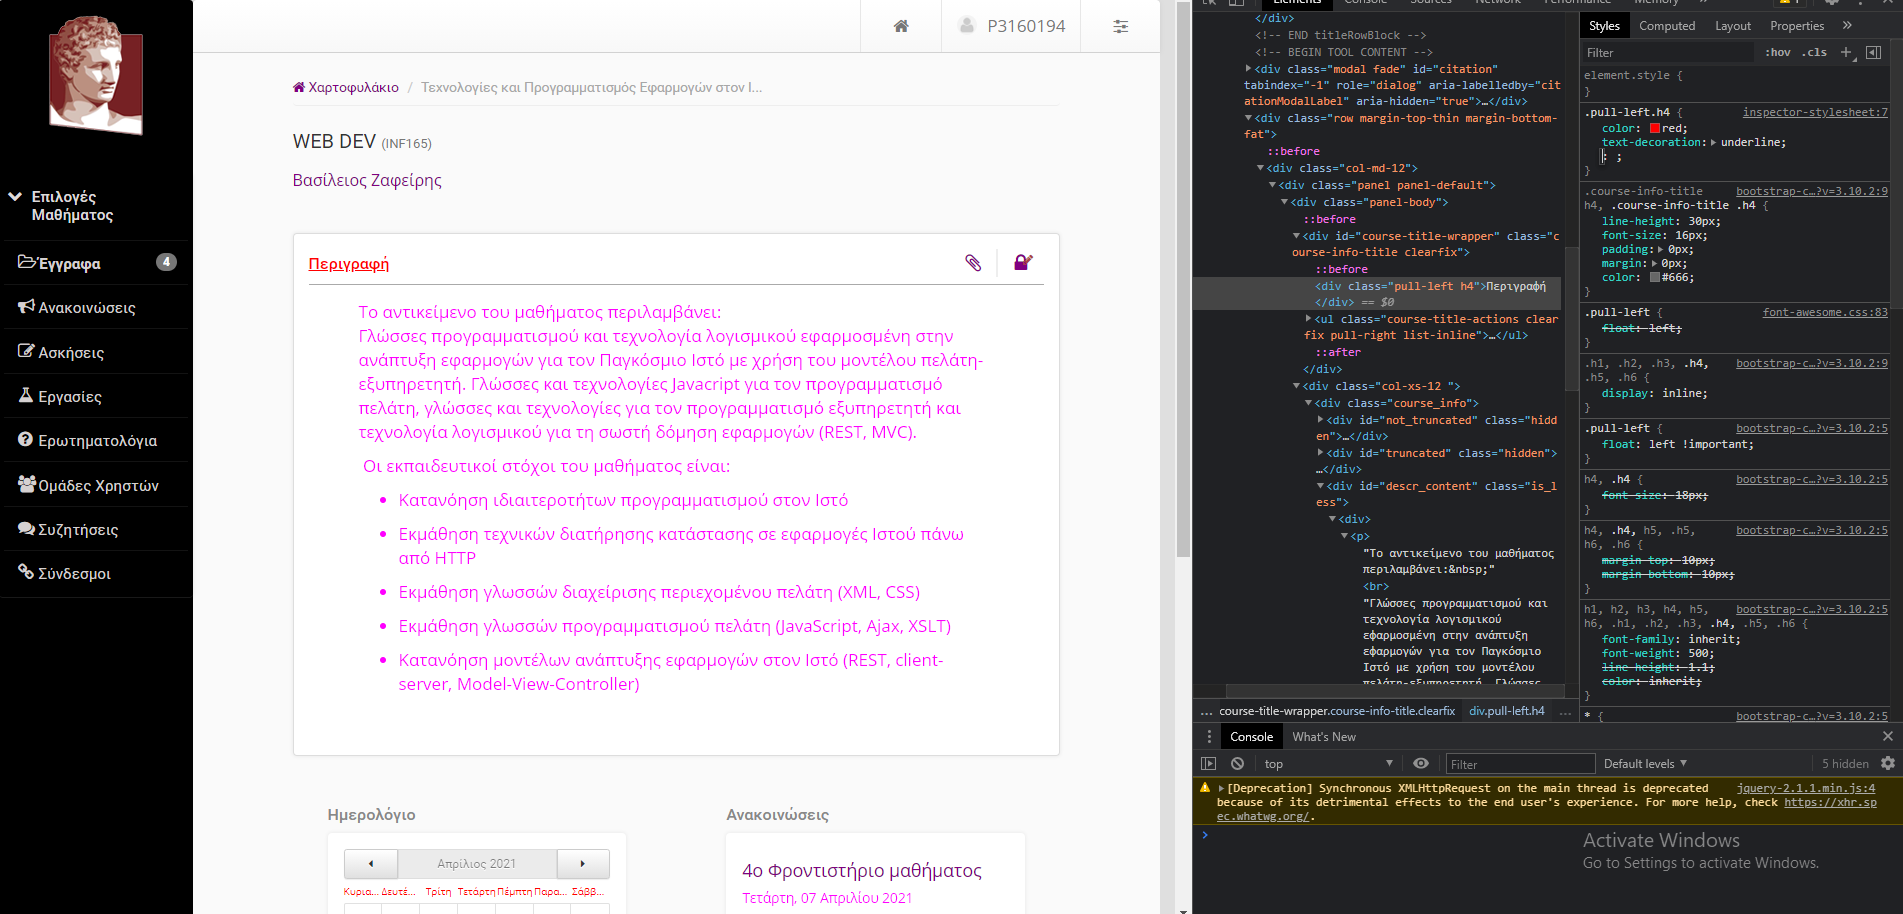 P3160194
Χαρτοφυλάκιο / Τεχνολογίες και Προγραμματισμός Εφαρμογών στον Ι...
WEB DEV (INF165)
Βασίλειος Ζαφείρης
Επιλογές
Μαθήματος
Έγγραφα 4
Ανακοινώσεις
Ασκήσεις
Εργασίες
Ερωτηματολόγια
Ομάδες Χρηστών
Συζητήσεις
Σύνδεσμοι
Περιγραφή
Το αντικείμενο του μαθήματος περιλαμβάνει:
Γλώσσες προγραμματισμού και τεχνολογία λογισμικού εφαρμοσμένη στην
ανάπτυξη εφαρμογών για τον Παγκόσμιο Ιστό με χρήση του μοντέλου πελάτη-
εξυπηρετητή. Γλώσσες και τεχνολογίες Javacript για τον προγραμματισμό
πελάτη, γλώσσες και τεχνολογίες για τον προγραμματισμό εξυπηρετητή και
τεχνολογία λογισμικού για τη σωστή δόμηση εφαρμογών (REST, MVC).
Οι εκπαιδευτικοί στόχοι του μαθήματος είναι:
• Κατανόηση ιδιαιτεροτήτων προγραμματισμού στον Ιστό
• Εκμάθηση τεχνικών διατήρησης κατάστασης σε εφαρμογές Ιστού πάνω
από HTTP
• Εκμάθηση γλωσσών διαχείρισης περιεχομένου πελάτη (XML, CSS)
• Εκμάθηση γλωσσών προγραμματισμού πελάτη (JavaScript, Ajax, XSLT)
• Κατανόηση μοντέλων ανάπτυξης εφαρμογών στον Ιστό (REST, client-
server, Model-View-Controller)
Ημερολόγιο
Απρίλιος 2021
Κυρια... Δευτέ... Τρίτη Τετάρτη Πέμπτη Παρα... Σάββ...
Ανακοινώσεις
4ο Φροντιστήριο μαθήματος
Τετάρτη, 07 Απριλίου 2021
Elements Console Sources Network Performance Memory
</div>
<!-- END titleRowBlock -->
<!-- BEGIN TOOL CONTENT -->
<div class="modal fade" id="citation"
tabindex="-1" role="dialog" aria-labelledby="cit
ationModalLabel" aria-hidden="true">…</div>
<div class="row margin-top-thin margin-bottom-
fat">
::before
<div class="col-md-12">
<div class="panel panel-default">
<div class="panel-body">
::before
<div id="course-title-wrapper" class="c
ourse-info-title clearfix">
::before
<div class="pull-left h4">Περιγραφή
</div> == $0
<ul class="course-title-actions clear
fix pull-right list-inline">…</ul>
::after
</div>
<div class="col-xs-12 ">
<div class="course_info">
<div id="not_truncated" class="hidd
en">…</div>
<div id="truncated" class="hidden">
…</div>
<div id="descr_content" class="is_l
ess">
<div>
<p>
"Το αντικείμενο του μαθήματος
περιλαμβάνει:&nbsp;"
<br>
"Γλώσσες προγραμματισμού και
τεχνολογία λογισμικού
εφαρμοσμένη στην ανάπτυξη
εφαρμογών για τον Παγκόσμιο
Ιστό με χρήση του μοντέλου
πελάτη-εξυπηρετητή. Γλώσσες
... course-title-wrapper.course-info-title.clearfix div.pull-left.h4 ...
Styles Computed Layout Properties »
Filter :hov .cls +
element.style {
}
.pull-left.h4 { inspector-stylesheet:7
color: red;
text-decoration: underline;
: ;
}
.course-info-title bootstrap-c…?v=3.10.2:9
h4, .course-info-title .h4 {
line-height: 30px;
font-size: 16px;
padding: 0px;
margin: 0px;
color: #666;
}
.pull-left { font-awesome.css:83
float: left;
}
.h1, .h2, .h3, .h4, bootstrap-c…?v=3.10.2:9
.h5, .h6 {
display: inline;
}
.pull-left { bootstrap-c…?v=3.10.2:5
float: left !important;
}
h4, .h4 { bootstrap-c…?v=3.10.2:5
font-size: 18px;
}
h4, .h4, h5, .h5, bootstrap-c…?v=3.10.2:5
h6, .h6 {
margin-top: 10px;
margin-bottom: 10px;
}
h1, h2, h3, h4, h5, bootstrap-c…?v=3.10.2:5
h6, .h1, .h2, .h3, .h4, .h5, .h6 {
font-family: inherit;
font-weight: 500;
line-height: 1.1;
color: inherit;
}
* { bootstrap-c…?v=3.10.2:5
Console What's New
top Filter Default levels 5 hidden
[Deprecation] Synchronous XMLHttpRequest on the main thread is deprecated jquery-2.1.1.min.js:4
because of its detrimental effects to the end user's experience. For more help, check https://xhr.sp
ec.whatwg.org/.
Activate Windows
Go to Settings to activate Windows.